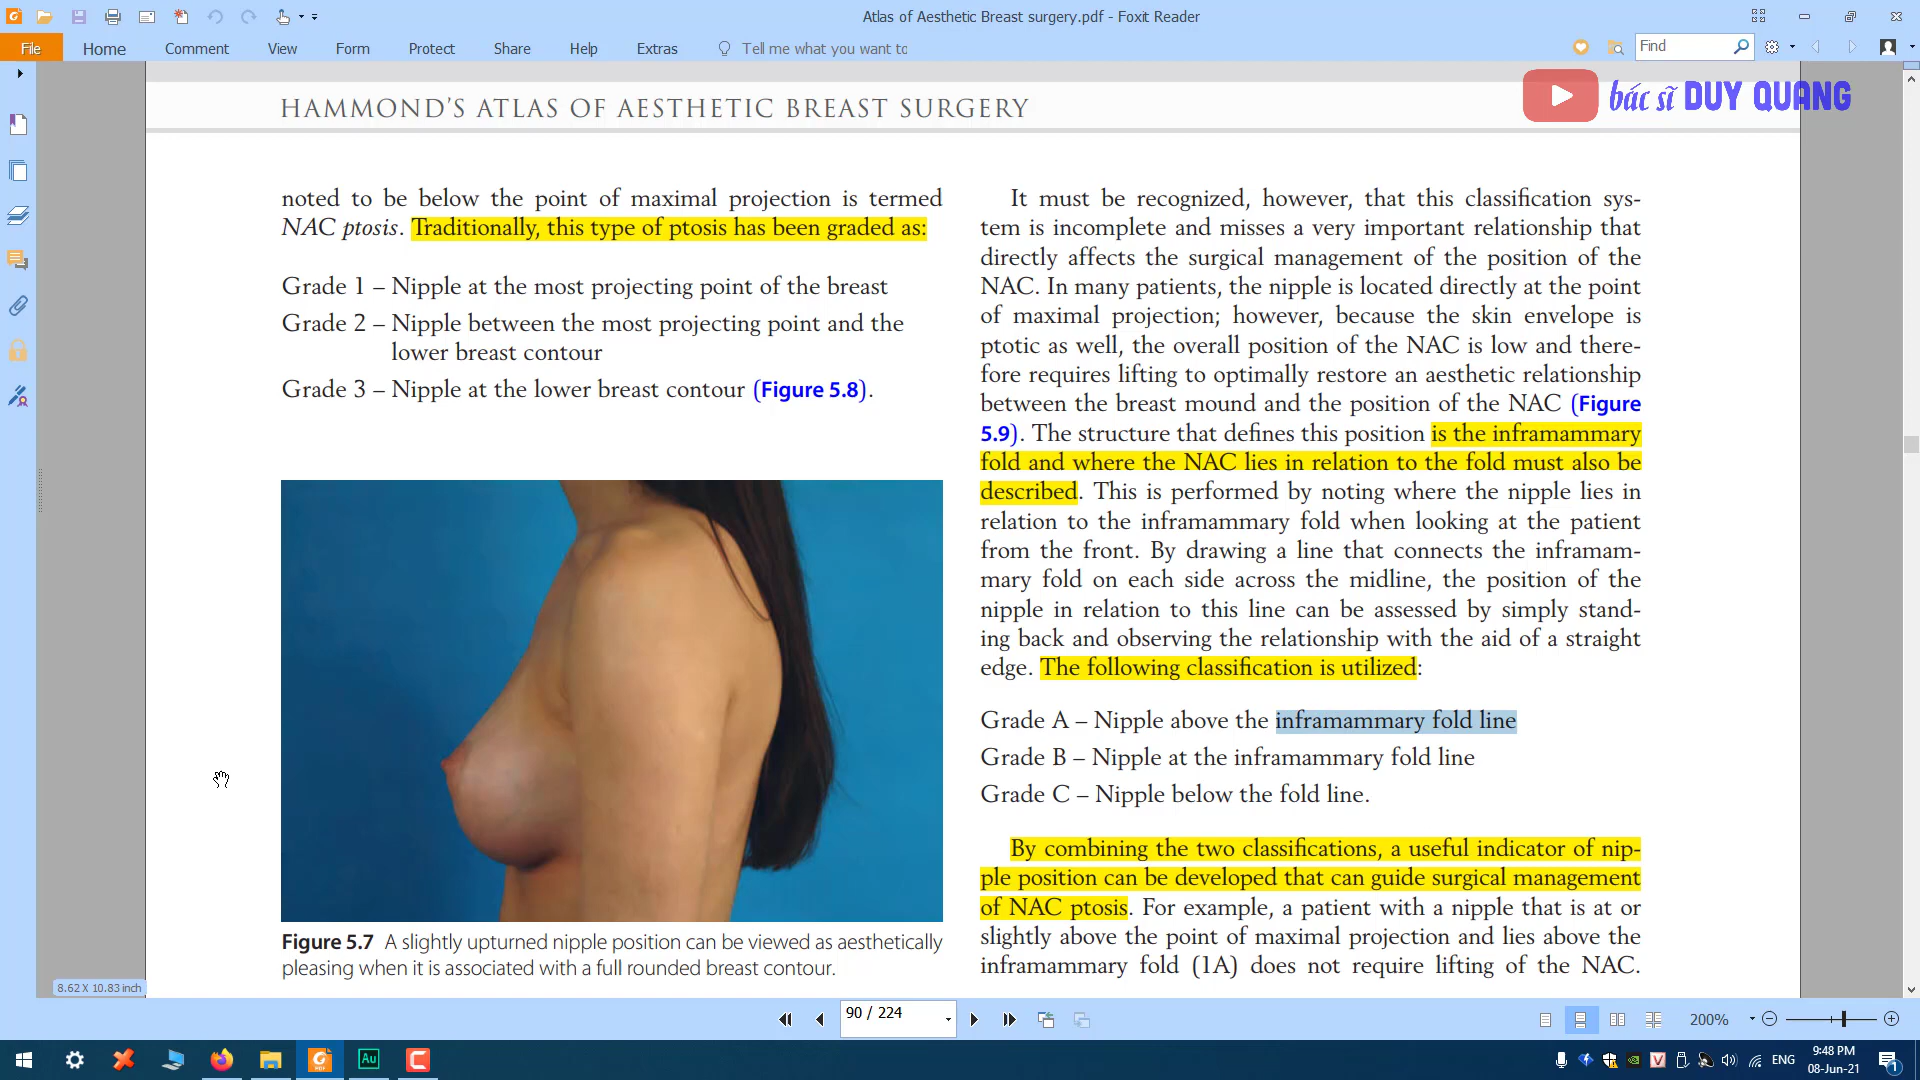 Atlas of Aesthetic Breast surgery.pdf - Foxit Reader
File Home Comment View Form Protect Share Help Extras Tell me what you want to Find
bác sĩ DUY QUANG
HAMMOND'S ATLAS OF AESTHETIC BREAST SURGERY
noted to be below the point of maximal projection is termed
NAC ptosis. Traditionally, this type of ptosis has been graded as:
Grade 1 – Nipple at the most projecting point of the breast
Grade 2 – Nipple between the most projecting point and the
lower breast contour
Grade 3 – Nipple at the lower breast contour (Figure 5.8).
Figure 5.7 A slightly upturned nipple position can be viewed as aesthetically
pleasing when it is associated with a full rounded breast contour.
It must be recognized, however, that this classification sys-
tem is incomplete and misses a very important relationship that
directly affects the surgical management of the position of the
NAC. In many patients, the nipple is located directly at the point
of maximal projection; however, because the skin envelope is
ptotic as well, the overall position of the NAC is low and there-
fore requires lifting to optimally restore an aesthetic relationship
between the breast mound and the position of the NAC (Figure
5.9). The structure that defines this position is the inframammary
fold and where the NAC lies in relation to the fold must also be
described. This is performed by noting where the nipple lies in
relation to the inframammary fold when looking at the patient
from the front. By drawing a line that connects the inframam-
mary fold on each side across the midline, the position of the
nipple in relation to this line can be assessed by simply stand-
ing back and observing the relationship with the aid of a straight
edge. The following classification is utilized:
Grade A – Nipple above the inframammary fold line
Grade B – Nipple at the inframammary fold line
Grade C – Nipple below the fold line.
By combining the two classifications, a useful indicator of nip-
ple position can be developed that can guide surgical management
of NAC ptosis. For example, a patient with a nipple that is at or
slightly above the point of maximal projection and lies above the
inframammary fold (1A) does not require lifting of the NAC.
8.62 X 10.83 inch
90 / 224
200%
Au
ENG
9:48 PM
08-Jun-21
1